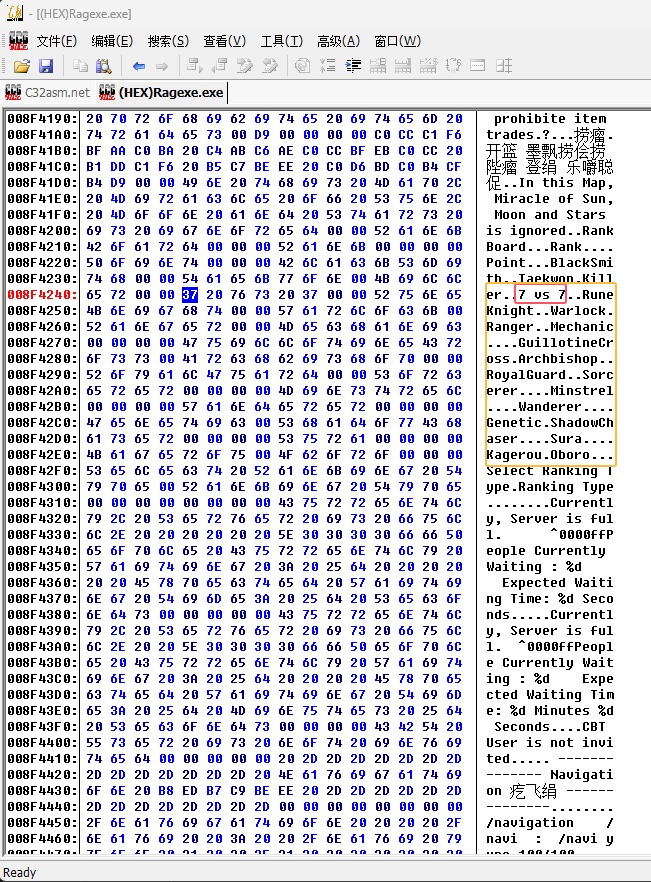 - [(HEX)Ragexe.exe]
文件(F) 编辑(E) 搜索(S) 查看(V) 工具(T) 高级(A) 窗口(W)
C32asm.net (HEX)Ragexe.exe
008F4190: 20 70 72 6F 68 69 62 69 74 65 20 69 74 65 6D 20 prohibite item
008F41A0: 74 72 61 64 65 73 00 D9 00 00 00 00 C0 CC C1 F6 trades.?...捞瘤
008F41B0: BF AA C0 BA 20 C4 AB C6 AE C0 CC BF EB C0 CC 20 开篮 墨飘捞侩捞
008F41C0: B1 DD C1 F6 20 B5 C7 BE EE 20 C0 D6 BD C0 B4 CF 陛瘤 登绢 乐嚼聪
008F41D0: B4 D9 00 00 49 6E 20 74 68 69 73 20 4D 61 70 2C 促..In this Map,
008F41E0: 20 4D 69 72 61 63 6C 65 20 6F 66 20 53 75 6E 2C Miracle of Sun,
008F41F0: 20 4D 6F 6F 6E 20 61 6E 64 20 53 74 61 72 73 20 Moon and Stars
008F4200: 69 73 20 69 67 6E 6F 72 65 64 00 00 52 61 6E 6B is ignored..Rank
008F4210: 42 6F 61 72 64 00 00 00 52 61 6E 6B 00 00 00 00 Board...Rank....
008F4220: 50 6F 69 6E 74 00 00 00 42 6C 61 63 6B 53 6D 69 Point...BlackSmi
008F4230: 74 68 00 00 54 61 65 6B 77 6F 6E 00 4B 69 6C 6C th..Taekwon.Kill
008F4240: 65 72 00 00 37 20 76 73 20 37 00 00 52 75 6E 65 er..7 vs 7..Rune
008F4250: 4B 6E 69 67 68 74 00 00 57 61 72 6C 6F 63 6B 00 Knight..Warlock.
008F4260: 52 61 6E 67 65 72 00 00 4D 65 63 68 61 6E 69 63 Ranger..Mechanic
008F4270: 00 00 00 00 47 75 69 6C 6C 6F 74 69 6E 65 43 72 ....GuillotineCr
008F4280: 6F 73 73 00 41 72 63 68 62 69 73 68 6F 70 00 00 oss.Archbishop..
008F4290: 52 6F 79 61 6C 47 75 61 72 64 00 00 53 6F 72 63 RoyalGuard..Sorc
008F42A0: 65 72 65 72 00 00 00 00 4D 69 6E 73 74 72 65 6C erer....Minstrel
008F42B0: 00 00 00 00 57 61 6E 64 65 72 65 72 00 00 00 00 ....Wanderer....
008F42C0: 47 65 6E 65 74 69 63 00 53 68 61 64 6F 77 43 68 Genetic.ShadowCh
008F42D0: 61 73 65 72 00 00 00 00 53 75 72 61 00 00 00 00 aser....Sura....
008F42E0: 4B 61 67 65 72 6F 75 00 4F 62 6F 72 6F 00 00 00 Kagerou.Oboro...
008F42F0: 53 65 6C 65 63 74 20 52 61 6E 6B 69 6E 67 20 54 Select Ranking T
008F4300: 79 70 65 00 52 61 6E 6B 69 6E 67 20 54 79 70 65 ype.Ranking Type
008F4310: 00 00 00 00 00 00 00 00 43 75 72 72 65 6E 74 6C ........Currentl
008F4320: 79 2C 20 53 65 72 76 65 72 20 69 73 20 66 75 6C y, Server is ful
008F4330: 6C 2E 20 20 20 20 20 20 5E 30 30 30 30 66 66 50 l. ^0000ffP
008F4340: 65 6F 70 6C 65 20 43 75 72 72 65 6E 74 6C 79 20 eople Currently
008F4350: 57 61 69 74 69 6E 67 20 3A 20 25 64 20 20 20 20 Waiting : %d
008F4360: 20 20 45 78 70 65 63 74 65 64 20 57 61 69 74 69 Expected Waiti
008F4370: 6E 67 20 54 69 6D 65 3A 20 25 64 20 53 65 63 6F ng Time: %d Seco
008F4380: 6E 64 73 00 00 00 00 00 43 75 72 72 65 6E 74 6C nds.....Currentl
008F4390: 79 2C 20 53 65 72 76 65 72 20 69 73 20 66 75 6C y, Server is ful
008F43A0: 6C 2E 20 20 5E 30 30 30 30 66 66 50 65 6F 70 6C l. ^0000ffPeopl
008F43B0: 65 20 43 75 72 72 65 6E 74 6C 79 20 57 61 69 74 e Currently Wait
008F43C0: 69 6E 67 20 3A 20 25 64 20 20 20 20 45 78 70 65 ing : %d Expe
008F43D0: 63 74 65 64 20 57 61 69 74 69 6E 67 20 54 69 6D cted Waiting Tim
008F43E0: 65 3A 20 25 64 20 4D 69 6E 75 74 65 73 20 25 64 e: %d Minutes %d
008F43F0: 20 53 65 63 6F 6E 64 73 00 00 00 00 43 42 54 20 Seconds....CBT
008F4400: 55 73 65 72 20 69 73 20 6E 6F 74 20 69 6E 76 69 User is not invi
008F4410: 74 65 64 00 00 00 00 00 20 2D 2D 2D 2D 2D 2D 2D ted..... -------
008F4420: 2D 2D 2D 2D 2D 2D 2D 20 4E 61 76 69 67 61 74 69 ------- Navigati
008F4430: 6F 6E 20 B8 ED B7 C9 BE EE 20 2D 2D 2D 2D 2D 2D on 疙飞绢 ------
008F4440: 2D 2D 2D 2D 2D 2D 2D 2D 00 00 00 00 00 00 00 00 --------........
008F4450: 2F 6E 61 76 69 67 61 74 69 6F 6E 20 20 20 20 2F /navigation /
008F4460: 6E 61 76 69 20 20 3A 20 20 2F 6E 61 76 69 20 79 navi : /navi y
Ready